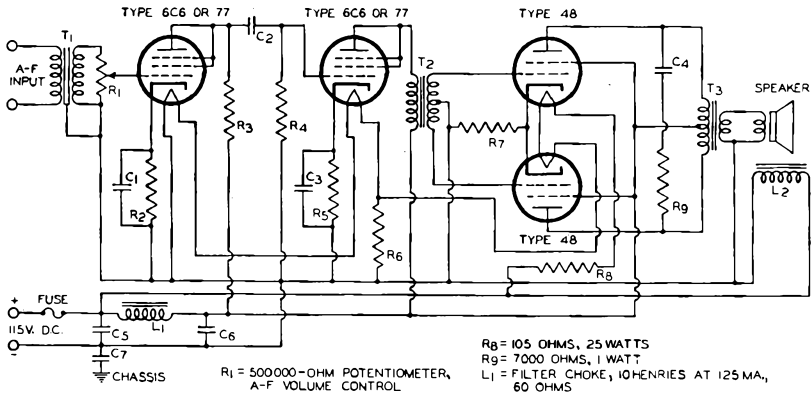 TYPE 6C6 OR 77
TYPE 6C6 OR 77
TYPE 48
T1
C2
T2
C4
T3
SPEAKER
A-F
INPUT
R1
R3
R4
R7
L2
C1
R2
C3
R5
R6
R9
TYPE 48
R8
+
FUSE
115V. D.C.
C5
L1
C6
-
C7
CHASSIS
R1 = 500000-OHM POTENTIOMETER,
A-F VOLUME CONTROL
R8 = 105 OHMS, 25 WATTS
R9 = 7000 OHMS, 1 WATT
L1 = FILTER CHOKE, 10 HENRIES AT 125 MA.,
60 OHMS